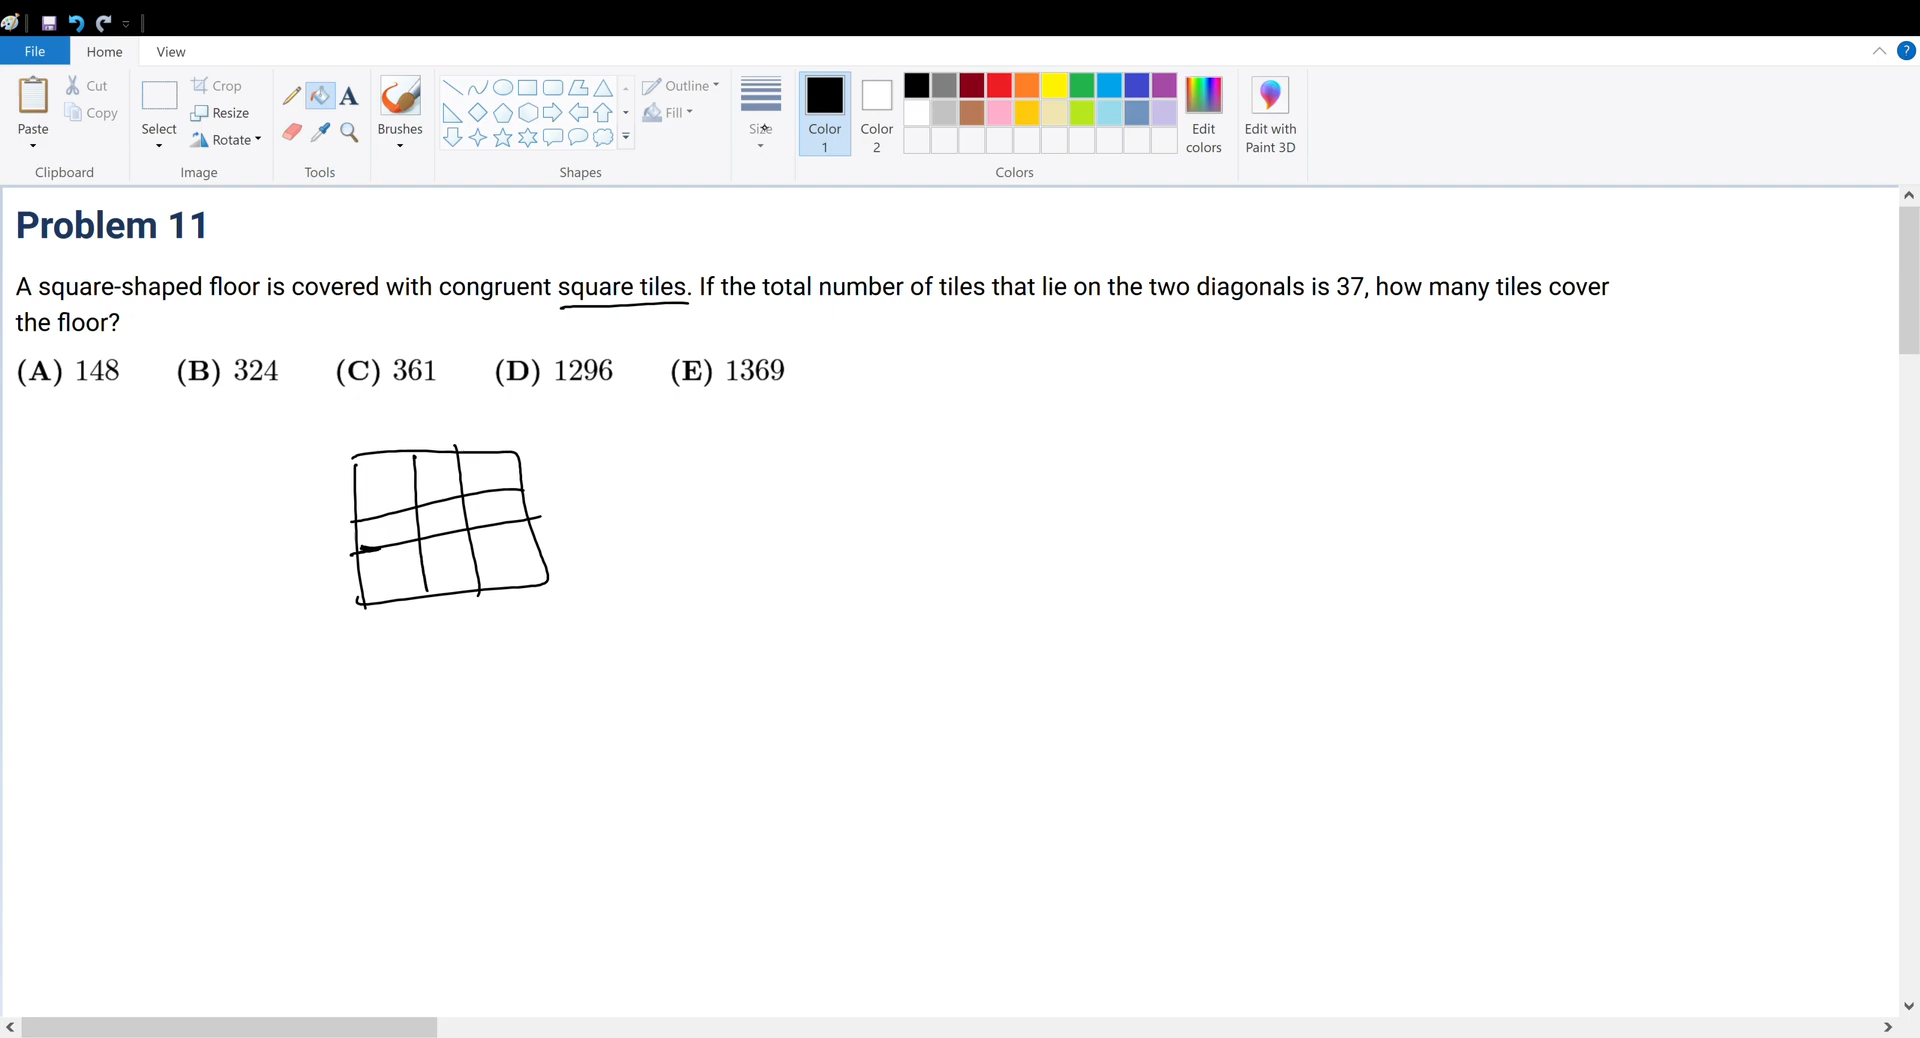 File Home View
?
Paste
Cut
Copy
Clipboard
Select
Crop
Resize
Rotate
Image
A
Tools
Brushes
Outline
Fill
Shapes
Size
Color 1
Color 2
Edit colors
Colors
Edit with Paint 3D
Problem 11
A square-shaped floor is covered with congruent square tiles. If the total number of tiles that lie on the two diagonals is 37, how many tiles cover
the floor?
(A) 148 (B) 324 (C) 361 (D) 1296 (E) 1369